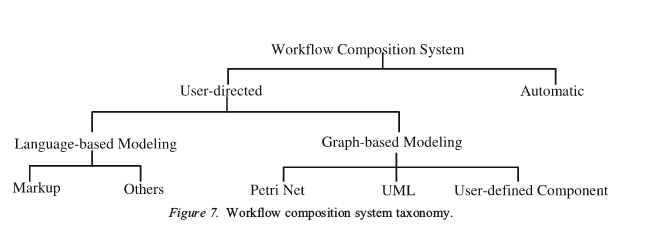 Workflow Composition System
User-directed
Automatic
Language-based Modeling
Graph-based Modeling
Markup
Others
Petri Net
UML
User-defined Component
Figure 7. Workflow composition system taxonomy.